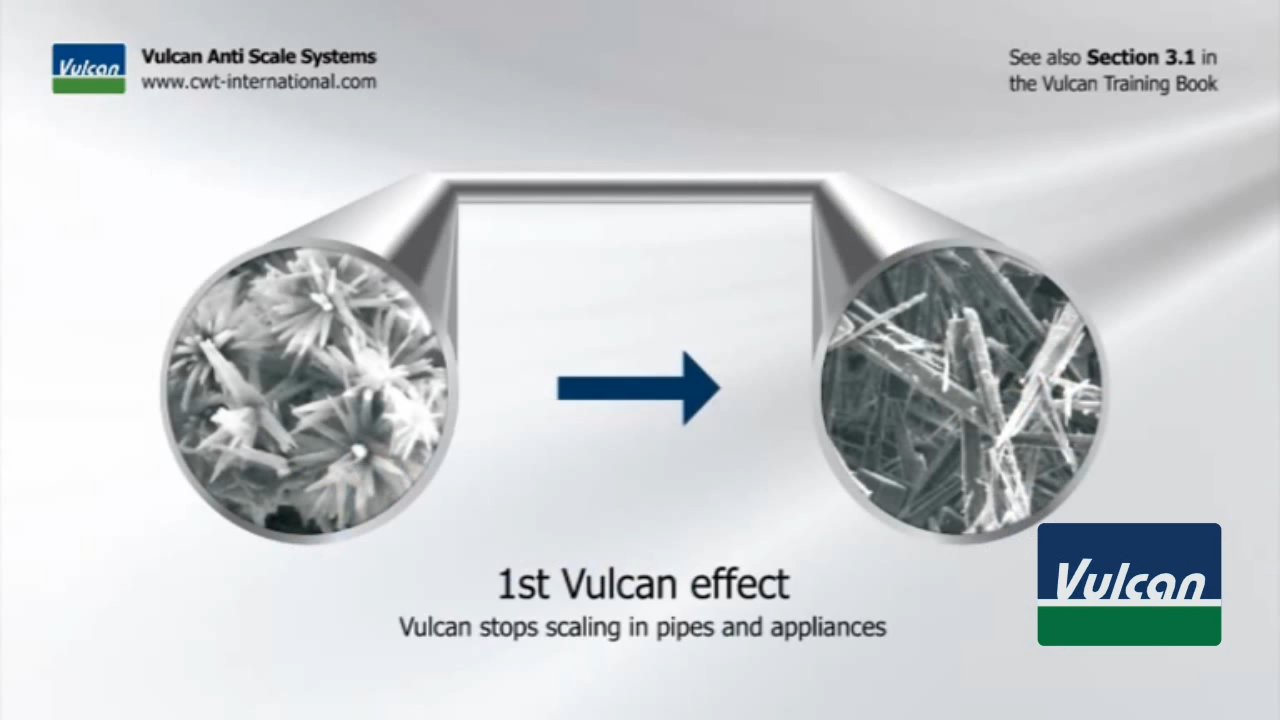 Vulcan
Vulcan Anti Scale Systems
www.cwt-international.com
See also Section 3.1 in
the Vulcan Training Book
1st Vulcan effect
Vulcan stops scaling in pipes and appliances
Vulcan